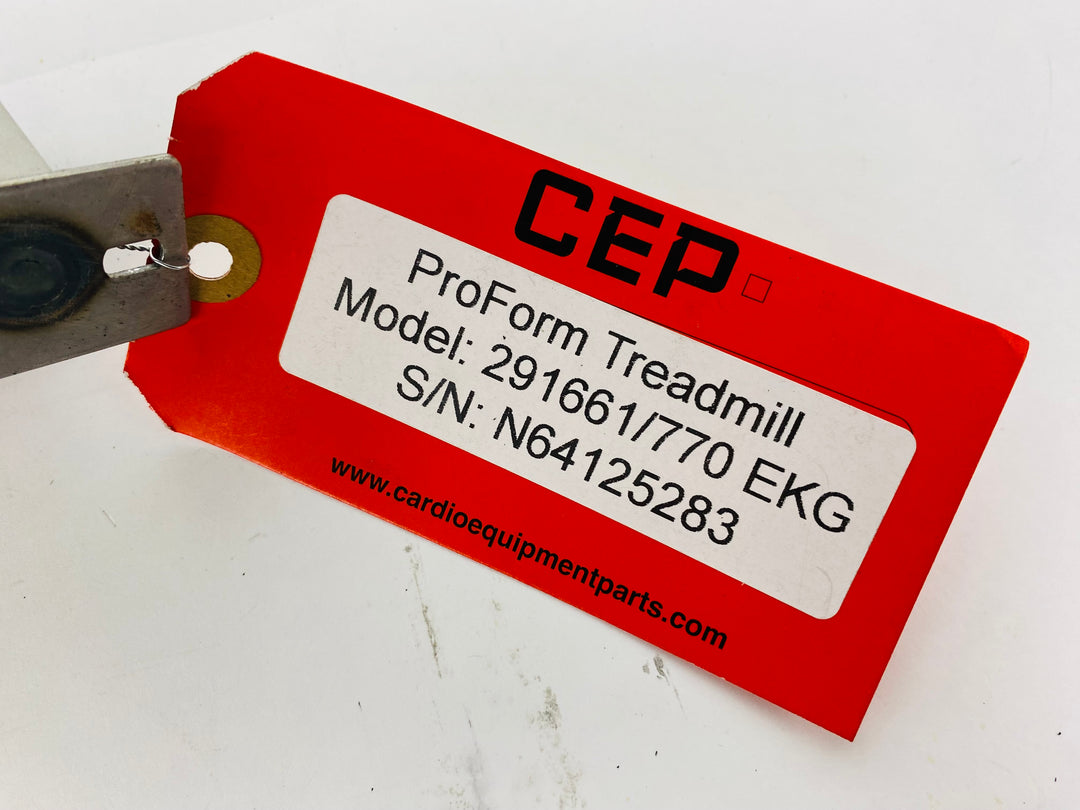 CEP
ProForm Treadmill
Model: 291661/770 EKG
S/N: N64125283
www.cardioequipmentparts.com